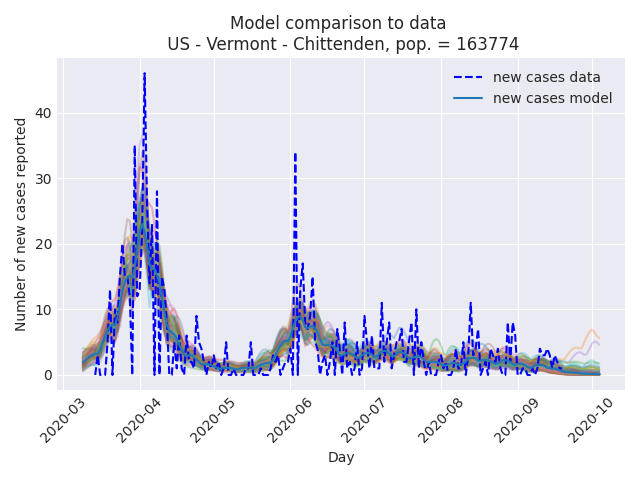 Model comparison to data
US - Vermont - Chittenden, pop. = 163774
new cases data
new cases model
Number of new cases reported
40
30
20
10
0
2020-03
2020-04
2020-05
2020-06
2020-07
2020-08
2020-09
2020-10
Day